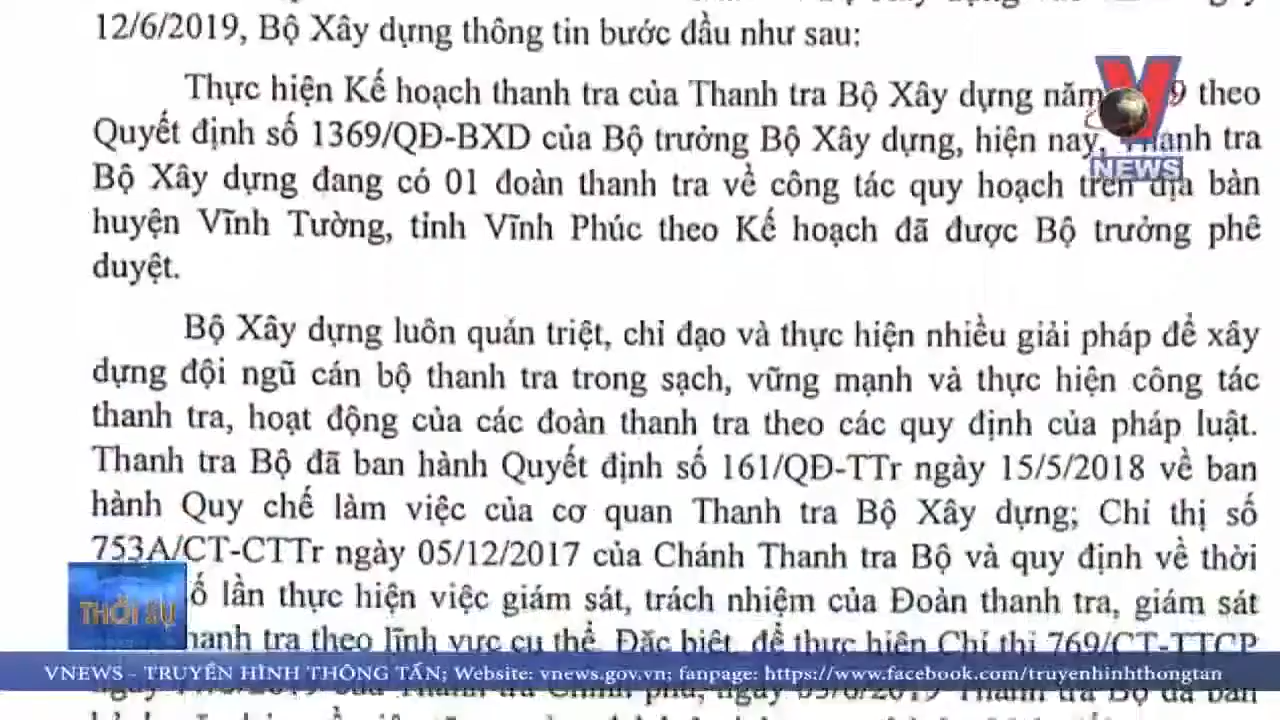 12/6/2019, Bộ Xây dựng thông tin bước đầu như sau:
Thực hiện Kế hoạch thanh tra của Thanh tra Bộ Xây dựng năm 9 theo
Quyết định số 1369/QĐ-BXD của Bộ trưởng Bộ Xây dựng, hiện nay, Thanh tra
Bộ Xây dựng đang có 01 đoàn thanh tra về công tác quy hoạch trên địa bàn
huyện Vĩnh Tường, tỉnh Vĩnh Phúc theo Kế hoạch đã được Bộ trưởng phê
duyệt.
Bộ Xây dựng luôn quán triệt, chỉ đạo và thực hiện nhiều giải pháp để xây
dựng đội ngũ cán bộ thanh tra trong sạch, vững mạnh và thực hiện công tác
thanh tra, hoạt động của các đoàn thanh tra theo các quy định của pháp luật.
Thanh tra Bộ đã ban hành Quyết định số 161/QĐ-TTr ngày 15/5/2018 về ban
hành Quy chế làm việc của cơ quan Thanh tra Bộ Xây dựng; Chỉ thị số
753A/CT-CTTr ngày 05/12/2017 của Chánh Thanh tra Bộ và quy định về thời
ố lần thực hiện việc giám sát, trách nhiệm của Đoàn thanh tra, giám sát
hanh tra theo lĩnh vực cụ thể. Đặc biệt, để thực hiện Chỉ thị 769/CT-TTCP
V NEWS
THỜI SỰ
VNEWS - TRUYỀN HÌNH THÔNG TẤN; Website: vnews.gov.vn; fanpage: https://www.facebook.com/truyenhinhthongtan